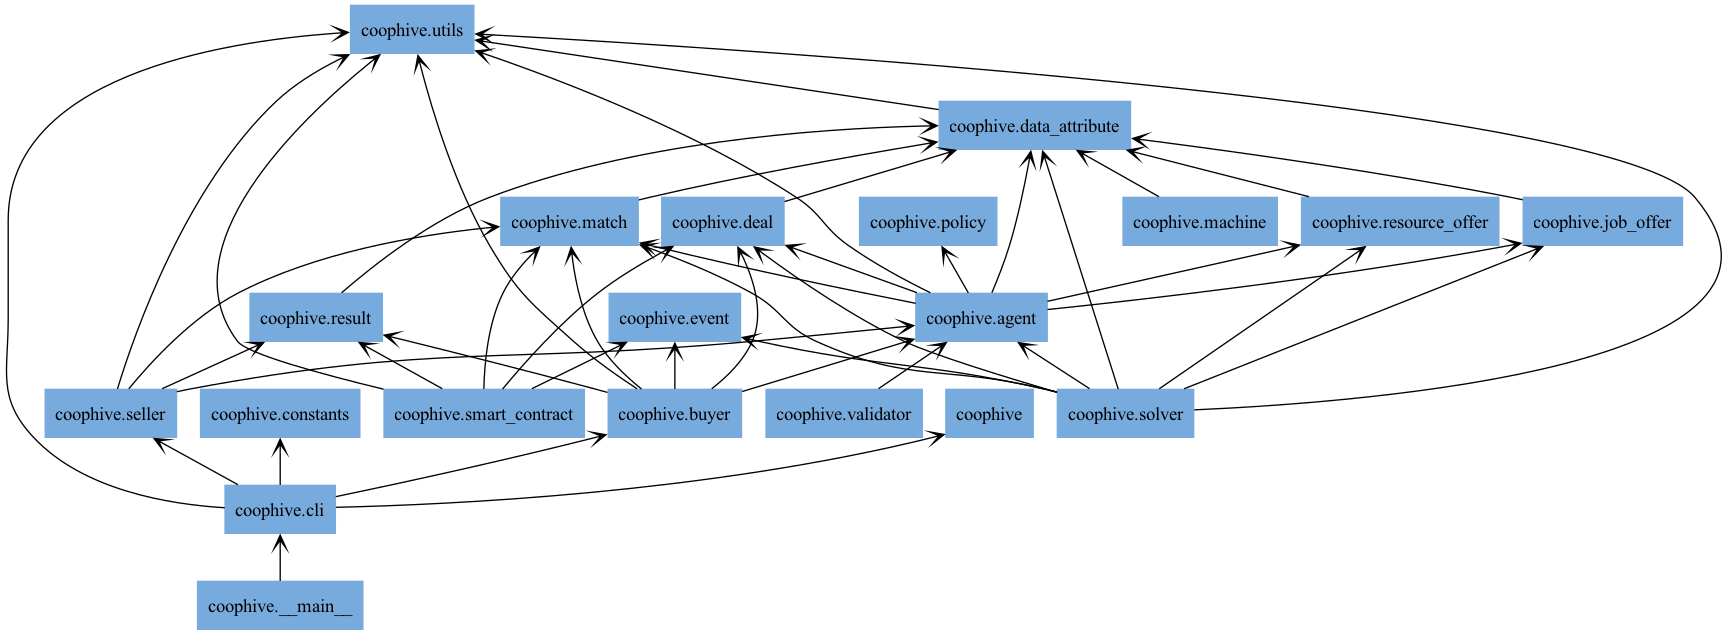 coophive.utils
coophive.data_attribute
coophive.match
coophive.deal
coophive.policy
coophive.machine
coophive.resource_offer
coophive.job_offer
coophive.result
coophive.event
coophive.agent
coophive.seller
coophive.constants
coophive.smart_contract
coophive.buyer
coophive.validator
coophive
coophive.solver
coophive.cli
coophive.__main__